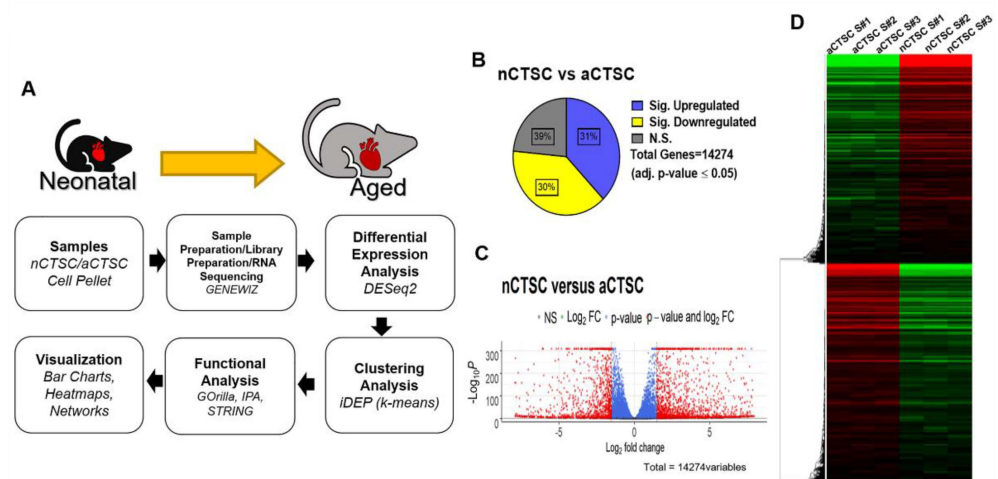 A
Neonatal
Aged
Samples
nCTSC/aCTSC
Cell Pellet
Sample
Preparation/Library
Preparation/RNA
Sequencing
GENEWIZ
Differential
Expression
Analysis
DESeq2
Visualization
Bar Charts,
Heatmaps,
Networks
Functional
Analysis
GOrilla, IPA,
STRING
Clustering
Analysis
iDEP (k-means)
B
nCTSC vs aCTSC
39%
31%
30%
Sig. Upregulated
Sig. Downregulated
N.S.
Total Genes=14274
(adj. p-value ≤ 0.05)
C
nCTSC versus aCTSC
NS Log₂ FC p-value p – value and log₂ FC
-Log₁₀P
300
200
100
0
-5 0 5
Log₂ fold change
Total = 14274variables
D
aCTSC S#1
aCTSC S#2
aCTSC S#3
nCTSC S#1
nCTSC S#2
nCTSC S#3